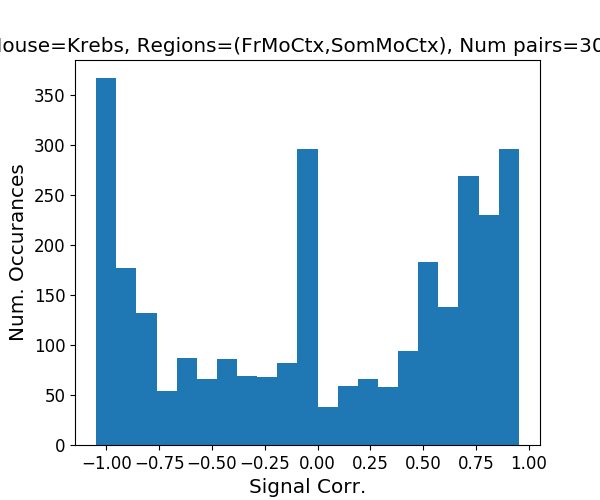 ouse=Krebs, Regions=(FrMoCtx,SomMoCtx), Num pairs=30
350
300
250
200
150
100
50
0
Num. Occurances
−1.00 −0.75 −0.50 −0.25 0.00 0.25 0.50 0.75 1.00
Signal Corr.